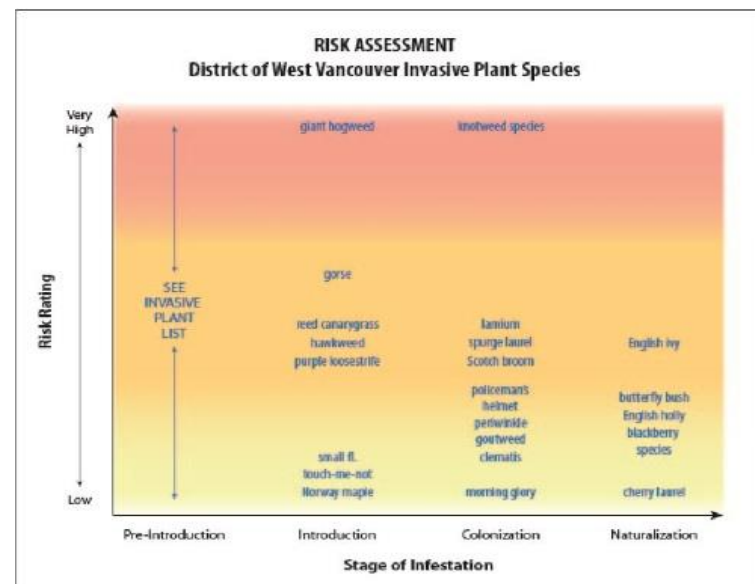 RISK ASSESSMENT
District of West Vancouver Invasive Plant Species
Very
High
Risk Rating
Low
SEE
INVASIVE
PLANT
LIST
giant hogweed
gorse
reed canarygrass
hawkweed
purple loosestrife
small fl.
touch-me-not
Norway maple
knotweed species
lamium
spurge laurel
Scotch broom
policeman's
helmet
periwinkle
goutweed
clematis
morning glory
English ivy
butterfly bush
English holly
blackberry
species
cherry laurel
Pre-Introduction
Introduction
Colonization
Naturalization
Stage of Infestation